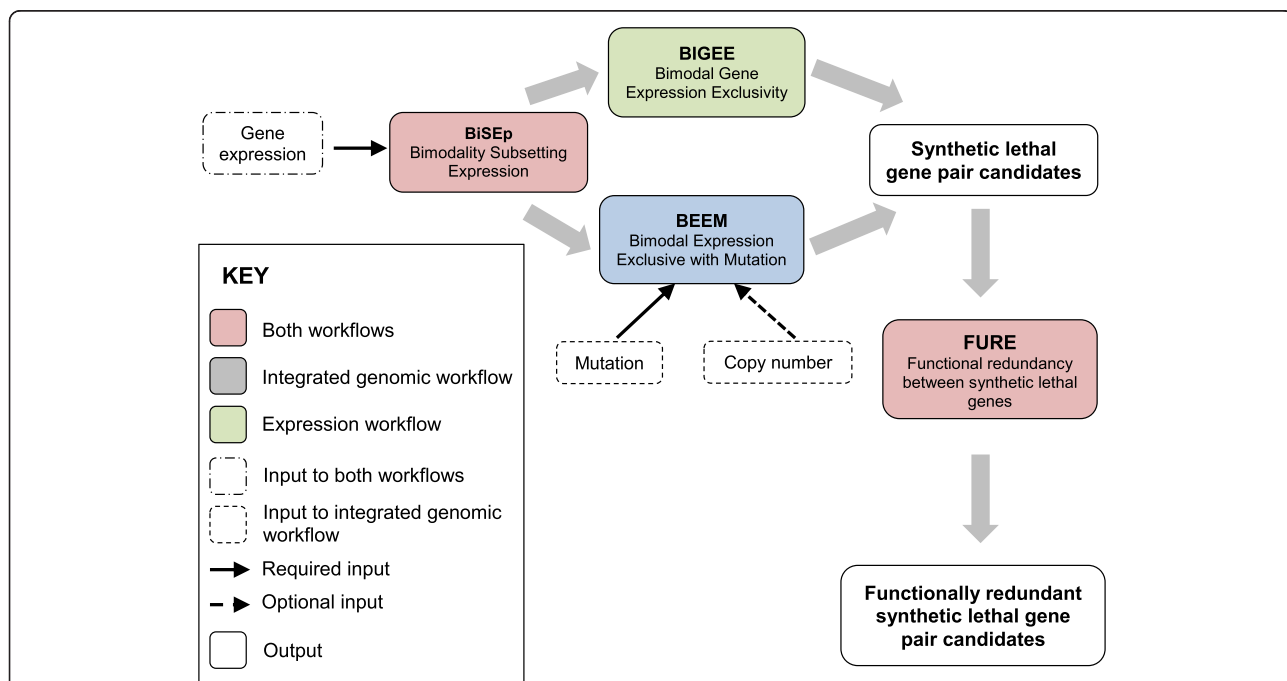 BIGEE
Bimodal Gene
Expression Exclusivity
Gene
expression
BiSEp
Bimodality Subsetting
Expression
Synthetic lethal
gene pair candidates
BEEM
Bimodal Expression
Exclusive with Mutation
Mutation
Copy number
FURE
Functional redundancy
between synthetic lethal
genes
Functionally redundant
synthetic lethal gene
pair candidates
KEY
Both workflows
Integrated genomic workflow
Expression workflow
Input to both workflows
Input to integrated genomic
workflow
Required input
Optional input
Output